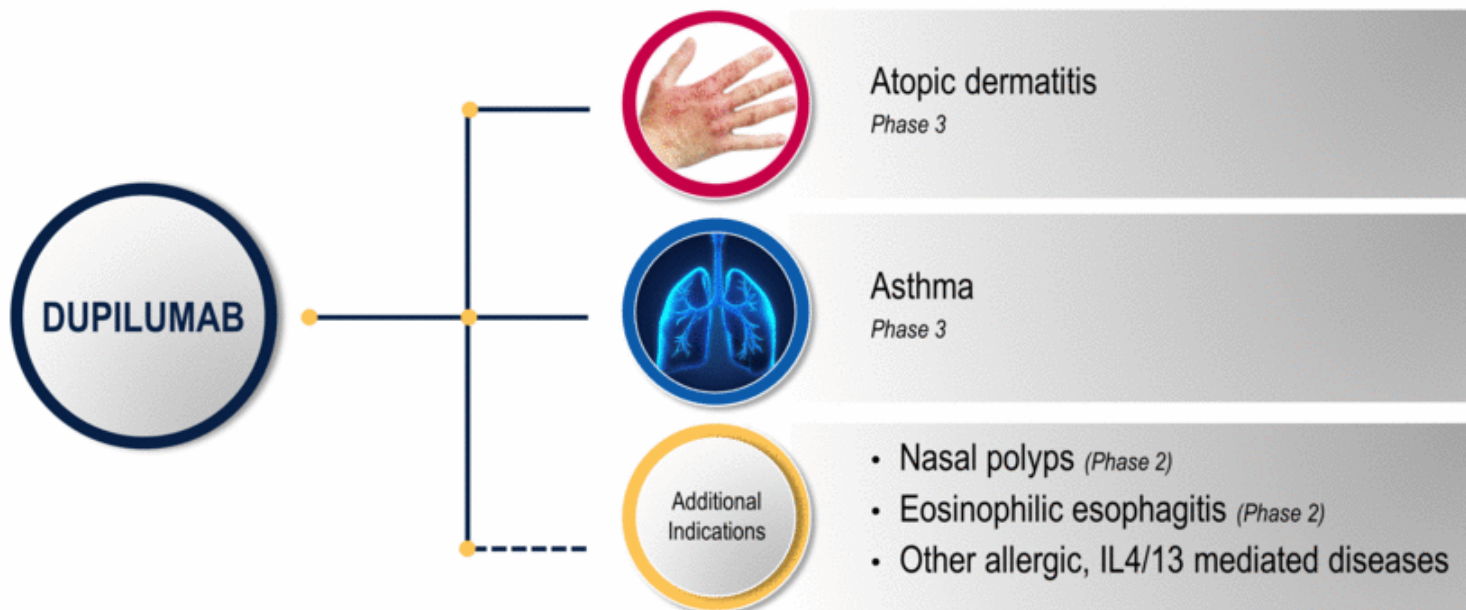 DUPILUMAB
Atopic dermatitis
Phase 3
Asthma
Phase 3
Additional
Indications
• Nasal polyps (Phase 2)
• Eosinophilic esophagitis (Phase 2)
• Other allergic, IL4/13 mediated diseases